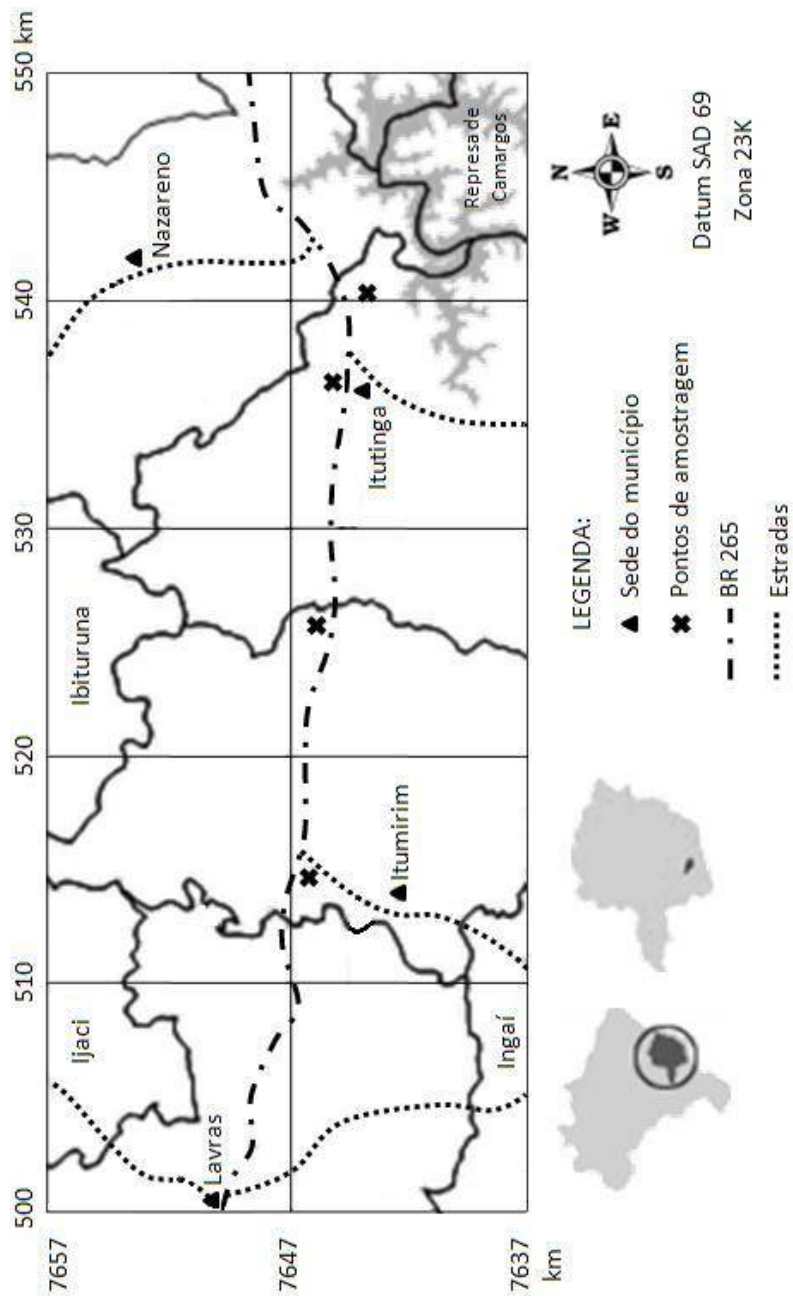 500
510
520
530
540
550 km
7657
7647
7637
km
Ijaci
Ibituruna
Nazareno
Lavras
Itumirim
Itutinga
Ingaí
Represa de
Camargos
LEGENDA:
Sede do município
Pontos de amostragem
BR 265
Estradas
N
W
E
S
Datum SAD 69
Zona 23K